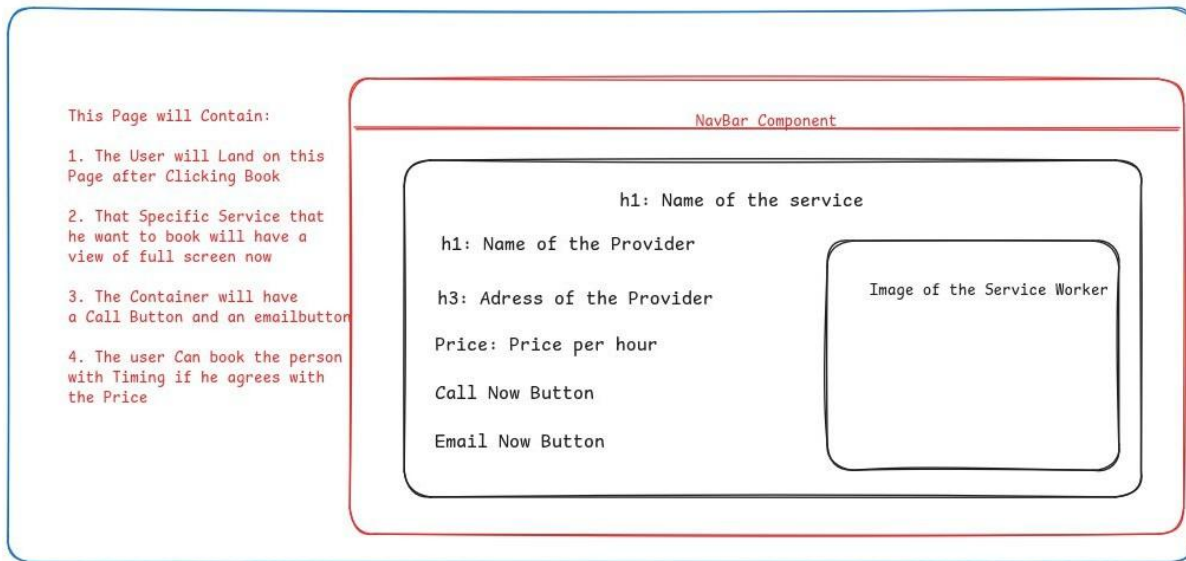 This Page will Contain:
1. The User will Land on this
Page after Clicking Book
2. That Specific Service that
he want to book will have a
view of full screen now
3. The Container will have
a Call Button and an emailbutton
4. The user Can book the person
with Timing if he agrees with
the Price
NavBar Component
h1: Name of the service
h1: Name of the Provider
h3: Adress of the Provider
Price: Price per hour
Call Now Button
Email Now Button
Image of the Service Worker